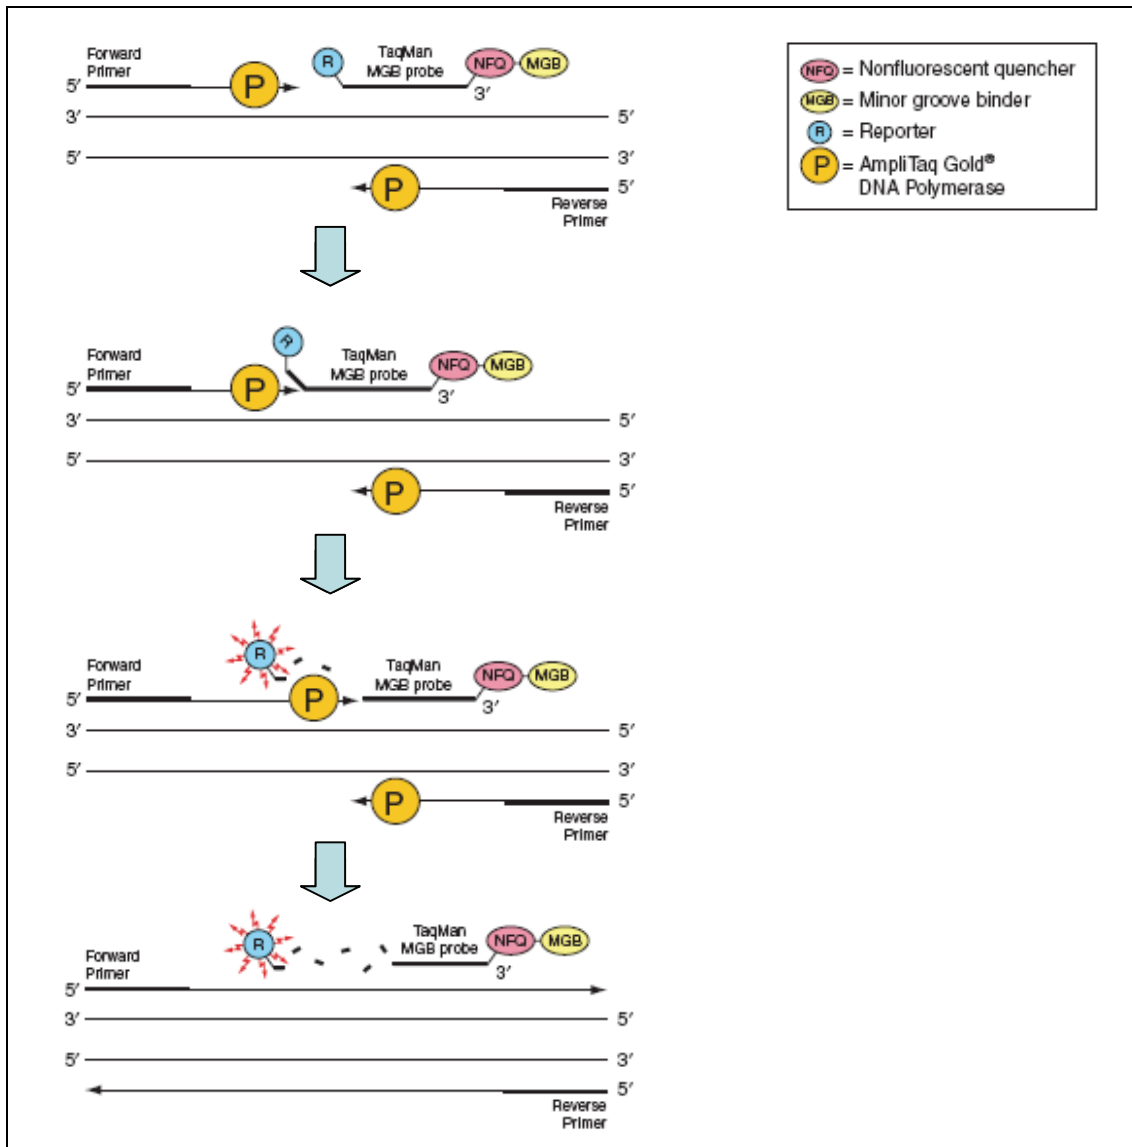 Forward
Primer
TaqMan
MGB probe
R
NFQ
MGB
P
5′
3′
3′
5′
5′
3′
P
5′
Reverse
Primer
NFQ = Nonfluorescent quencher
MGB = Minor groove binder
R = Reporter
P = AmpliTaq Gold®
DNA Polymerase
R
Forward
Primer
TaqMan
MGB probe
NFQ
MGB
P
5′
3′
3′
5′
5′
3′
P
5′
Reverse
Primer
R
Forward
Primer
TaqMan
MGB probe
NFQ
MGB
P
5′
3′
3′
5′
5′
3′
P
5′
Reverse
Primer
R
TaqMan
MGB probe
NFQ
MGB
Forward
Primer
3′
5′
3′
5′
5′
3′
5′
Reverse
Primer